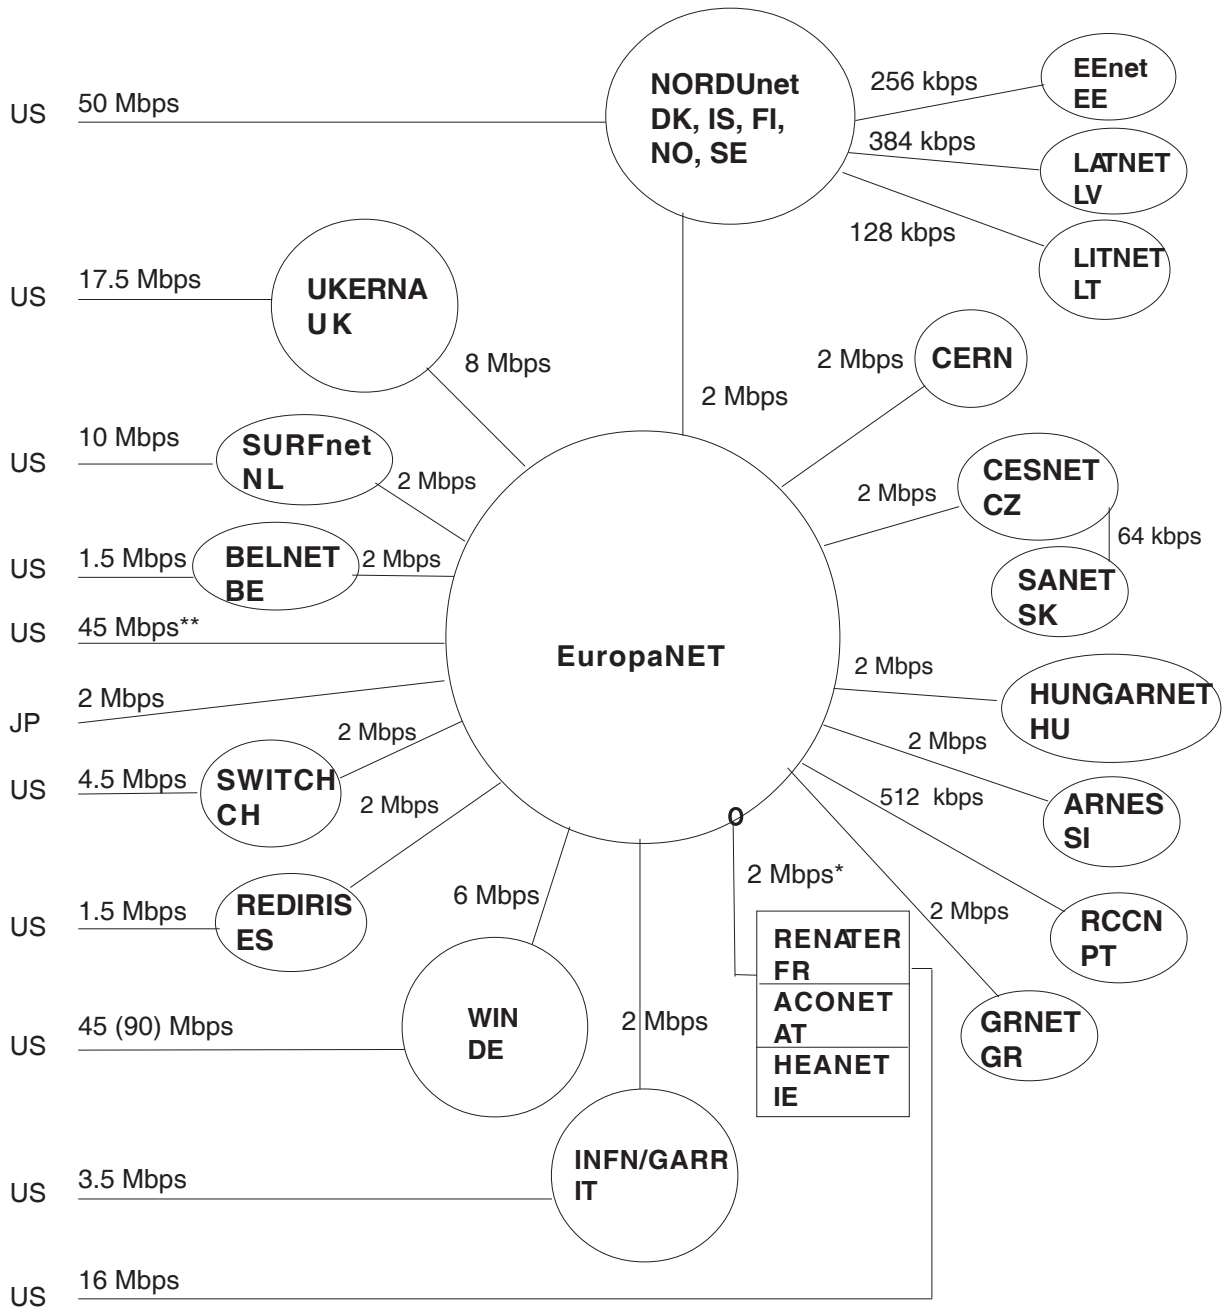 NORDUnet
DK, IS, FI,
NO, SE
256 kbps
EEnet
EE
US
50 Mbps
384 kbps
LATNET
LV
128 kbps
LITNET
LT
US
17.5 Mbps
UKERNA
UK
8 Mbps
2 Mbps
2 Mbps
CERN
US
10 Mbps
SURFnet
NL
2 Mbps
2 Mbps
CESNET
CZ
64 kbps
SANET
SK
US
1.5 Mbps
BELNET
BE
2 Mbps
US
45 Mbps**
EuropaNET
JP
2 Mbps
2 Mbps
HUNGARNET
HU
US
4.5 Mbps
SWITCH
CH
2 Mbps
2 Mbps
ARNES
SI
2 Mbps
512 kbps
US
1.5 Mbps
REDIRIS
ES
6 Mbps
O
2 Mbps*
2 Mbps
RCCN
PT
RENATER
FR
ACONET
AT
HEANET
IE
GRNET
GR
US
45 (90) Mbps
WIN
DE
2 Mbps
US
3.5 Mbps
INFN/GARR
IT
US
16 Mbps